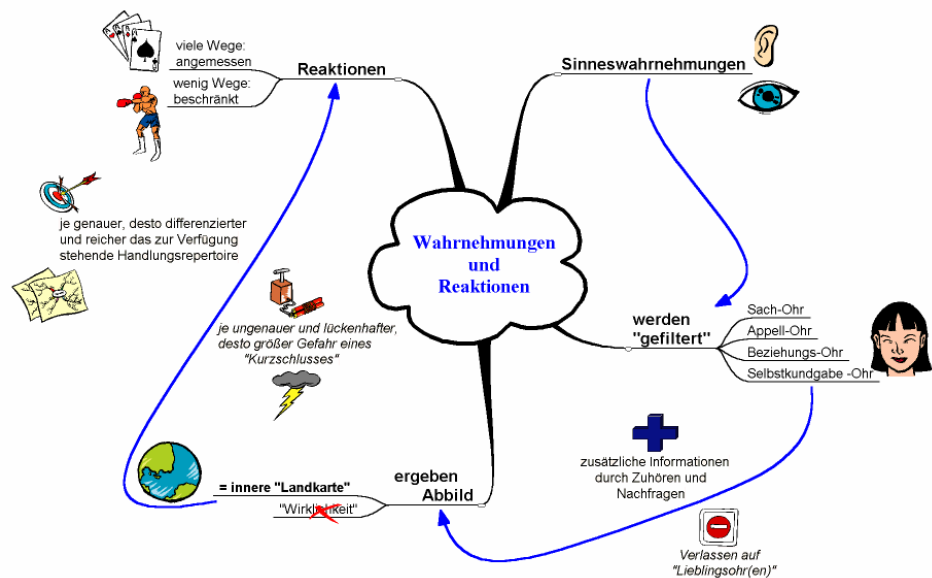 viele Wege:
angemessen
wenig Wege:
beschränkt
Reaktionen
Sinneswahrnehmungen
je genauer, desto differenzierter
und reicher das zur Verfügung
stehende Handlungsrepertoire
Wahrnehmungen
und
Reaktionen
je ungenauer und lückenhafter,
desto größer Gefahr eines
"Kurzschlusses"
werden
"gefiltert"
Sach-Ohr
Appell-Ohr
Beziehungs-Ohr
Selbstkundgabe -Ohr
zusätzliche Informationen
durch Zuhören und
Nachfragen
ergeben
Abbild
= innere "Landkarte"
"Wirklichkeit"
Verlassen auf
"Lieblingsohr(en)"